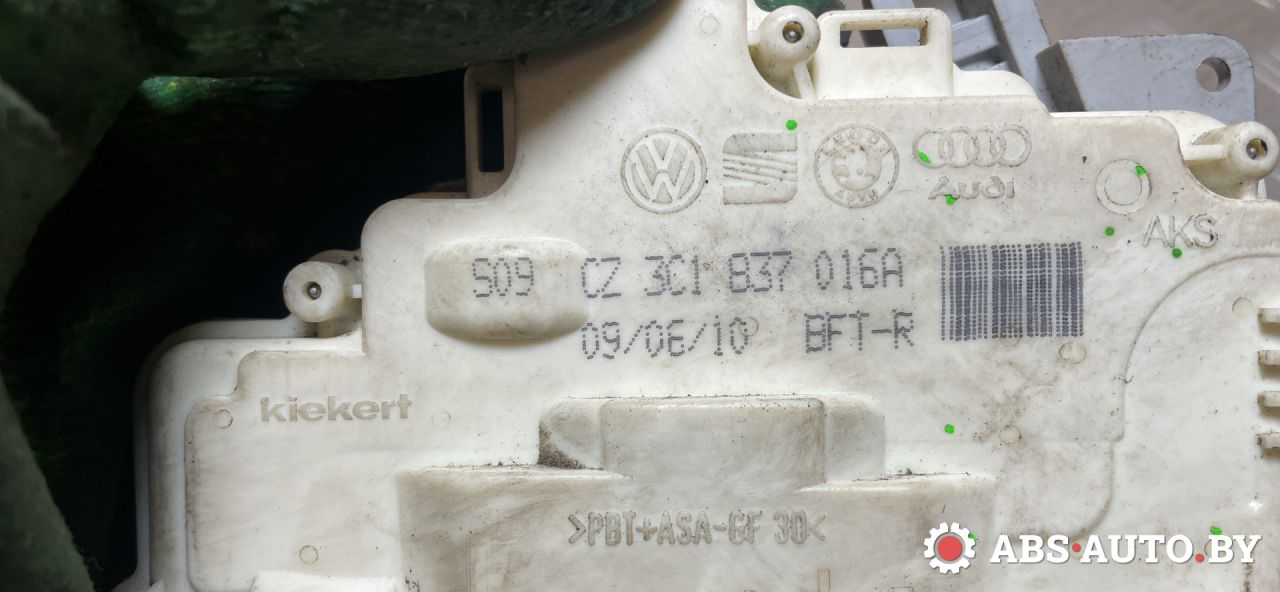 Audi
AKS
S09 CZ 3C1 837 016A
09/06/10 BFT-R
kiekert
>PBT+ASA-GF 30<
ABS·AUTO.BY